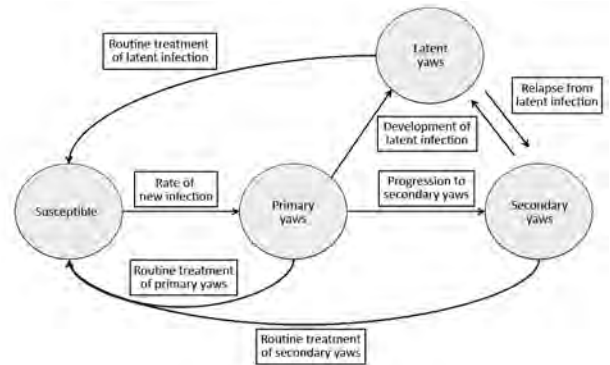 Routine treatment
of latent infection
Latent
yaws
Relapse from
latent infection
Development of
latent infection
Susceptible
Rate of
new infection
Primary
yaws
Progression to
secondary yaws
Secondary
yaws
Routine treatment
of primary yaws
Routine treatment
of secondary yaws